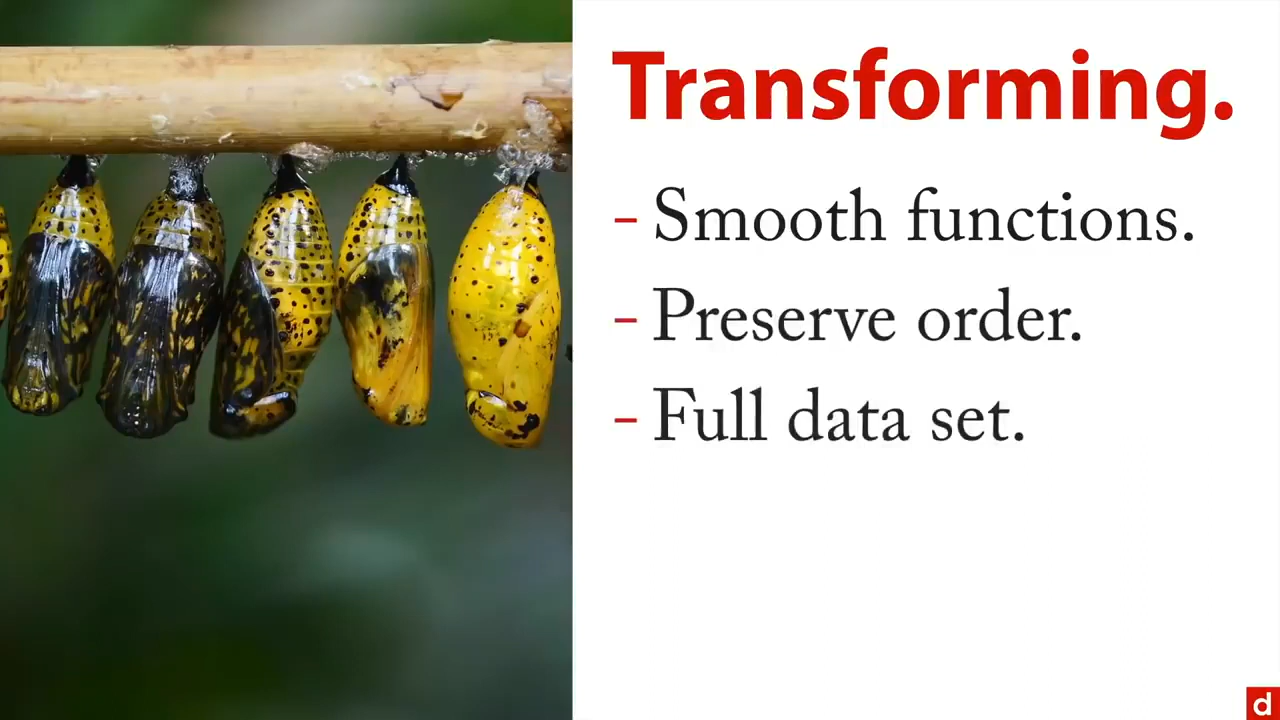 Transforming.
- Smooth functions.
- Preserve order.
- Full data set.
d